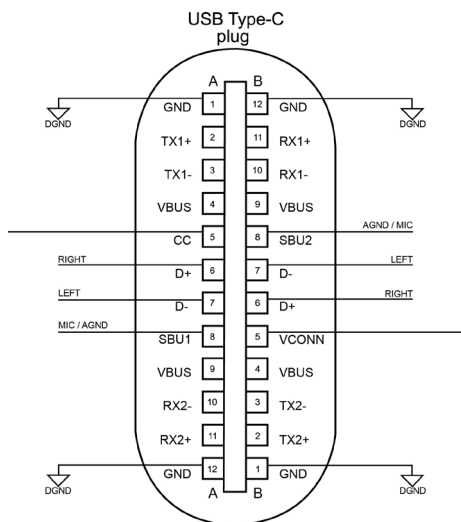 USB Type-C
plug
A B
GND 1 12 GND
DGND DGND
TX1+ 2 11 RX1+
TX1- 3 10 RX1-
VBUS 4 9 VBUS
AGND / MIC
CC 5 8 SBU2
RIGHT LEFT
D+ 6 7 D-
LEFT RIGHT
D- 7 6 D+
MIC / AGND
SBU1 8 5 VCONN
VBUS 9 4 VBUS
RX2- 10 3 TX2-
RX2+ 11 2 TX2+
GND 12 1 GND
DGND DGND
A B